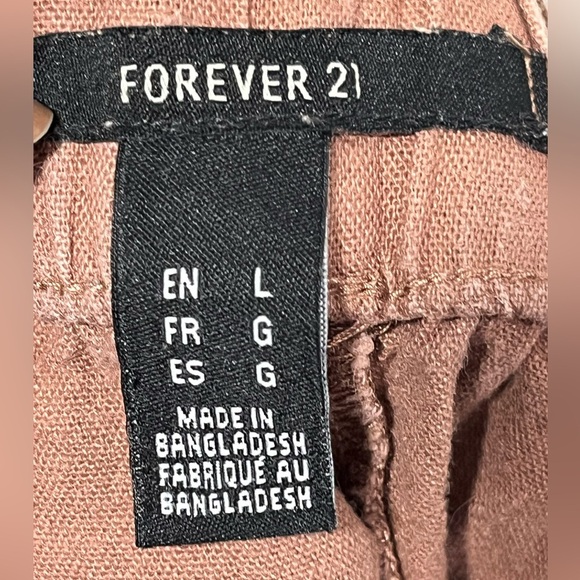 FOREVER 21
EN L
FR G
ES G
MADE IN
BANGLADESH
FABRIQUÉ AU
BANGLADESH